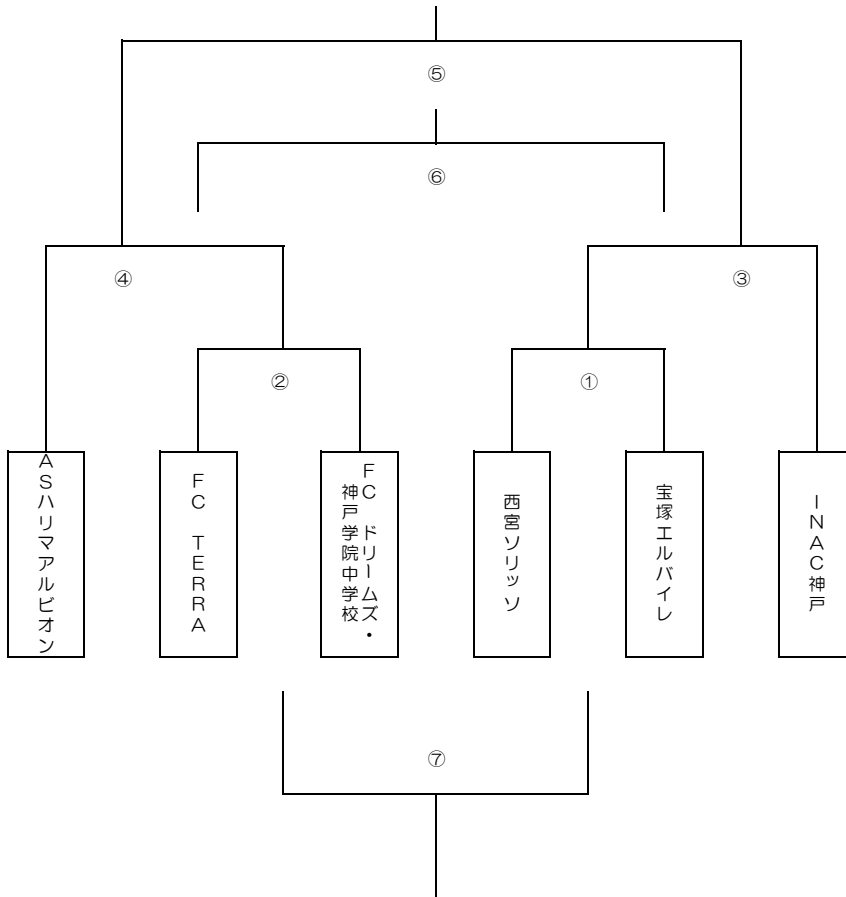 ⑤
⑥
④
③
②
①
ASハリマアルビオン
FC TERRA
FC ドリームズ・
神戸学院中学校
西宮ソリッソ
宝塚エルバイレ
INAC神戸
⑦